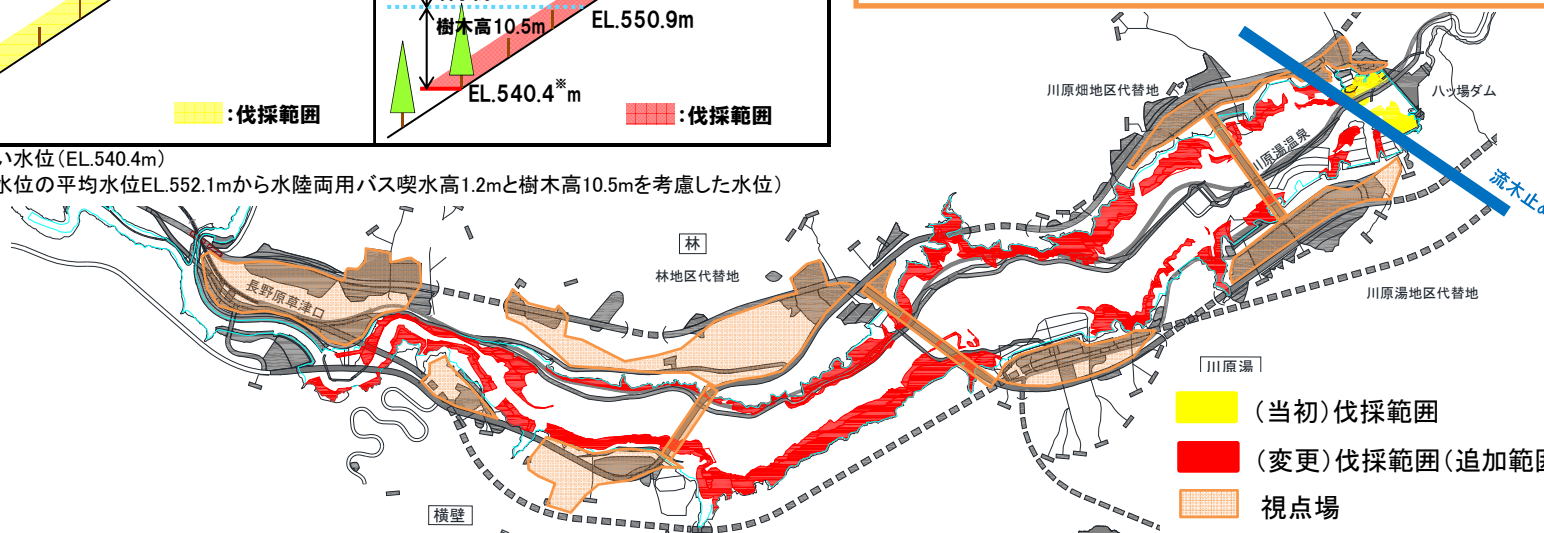 樹木高10.5m
EL.550.9m
EL.540.4※m
:伐採範囲
:伐採範囲
い水位(EL.540.4m)
水位の平均水位EL.552.1mから水陸両用バス喫水高1.2mと樹木高10.5mを考慮した水位)
川原畑地区代替地
八ッ場ダム
川原湯温泉
流木止め
林
林地区代替地
長野原草津口
川原湯地区代替地
川原湯
横壁
(当初)伐採範囲
(変更)伐採範囲(追加範囲
視点場